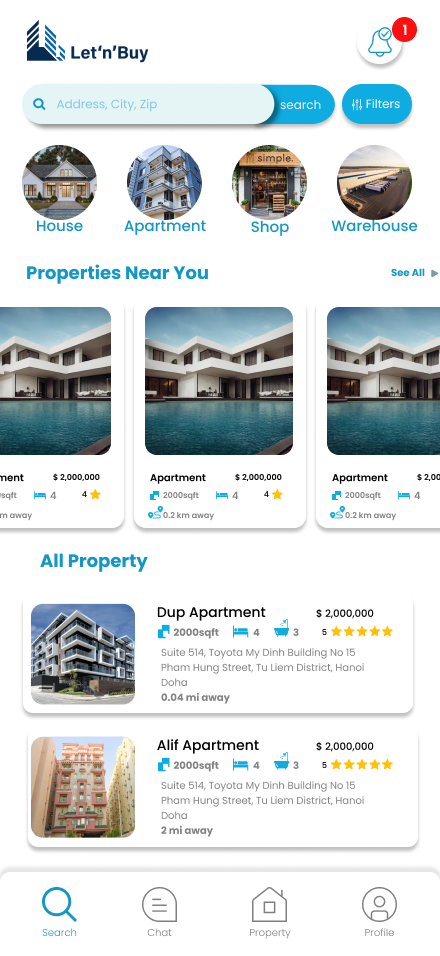 Let'n'Buy
1
Address, City, Zip
search
Filters
simple.
House
Apartment
Shop
Warehouse
Properties Near You
See All
ment
$ 2,000,000
0sqft
4
4
m away
Apartment
$ 2,000,000
2000sqft
4
4
0.2 km away
Apartment
$ 2,00
2000sqft
4
0.2 km away
All Property
Dup Apartment
$ 2,000,000
2000sqft
4
3
5
Suite 514, Toyota My Dinh Building No 15
Pham Hung Street, Tu Liem District, Hanoi
Doha
0.04 mi away
Alif Apartment
$ 2,000,000
2000sqft
4
3
5
Suite 514, Toyota My Dinh Building No 15
Pham Hung Street, Tu Liem District, Hanoi
Doha
2 mi away
Search
Chat
Property
Profile